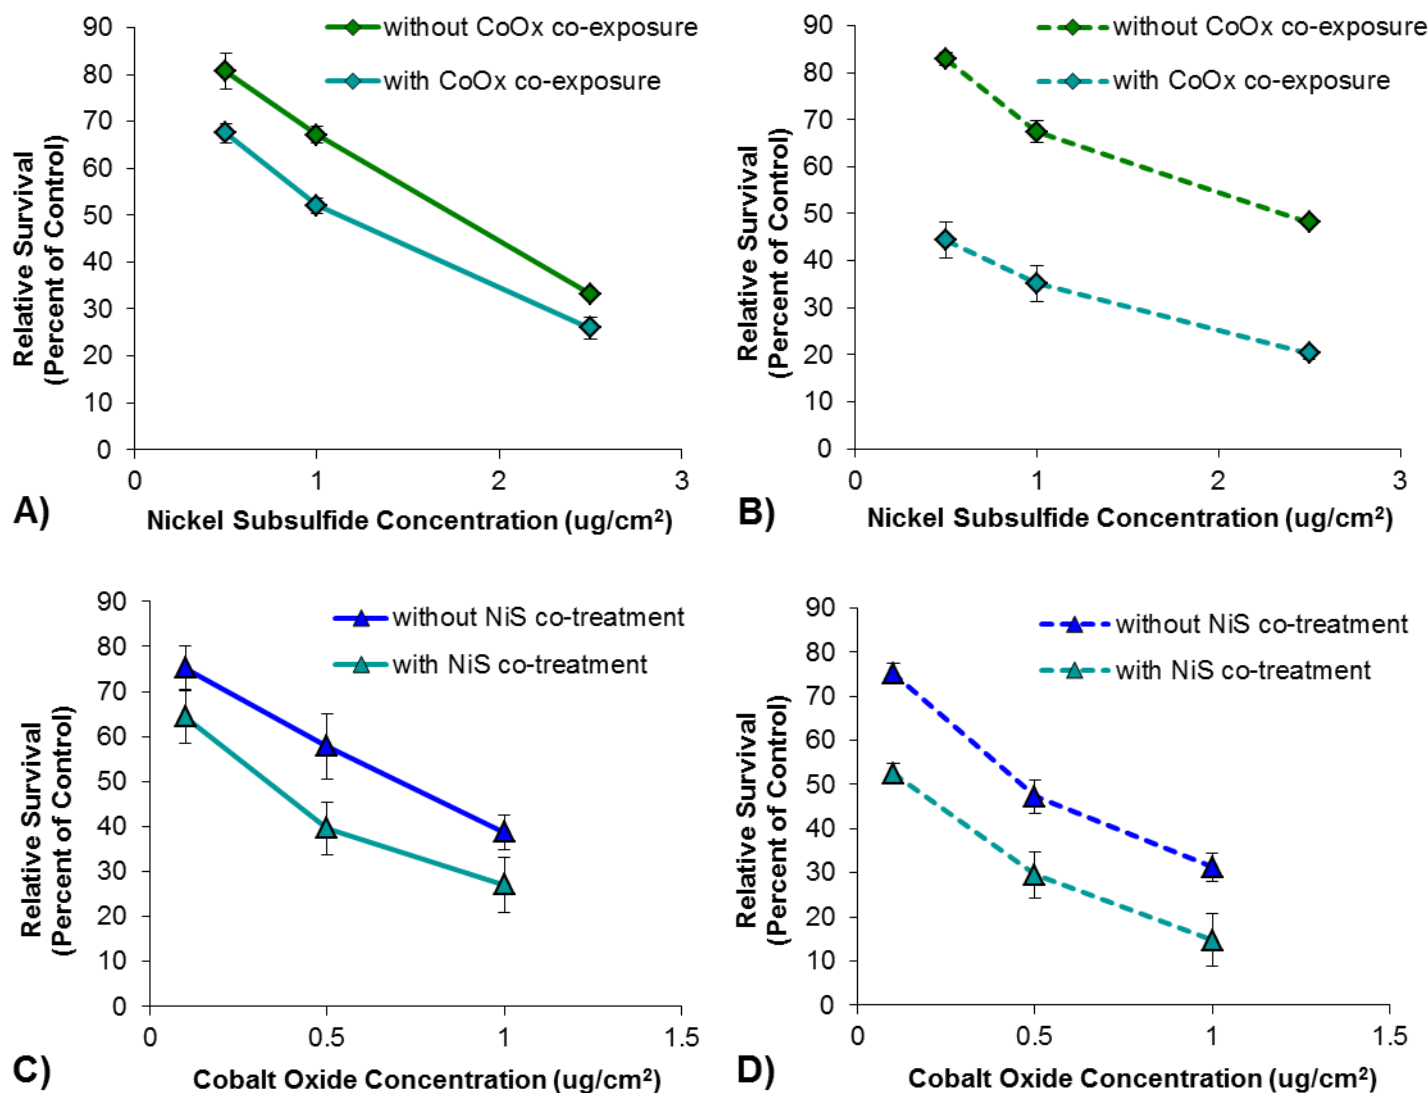 90
80
70
60
50
40
30
20
10
0
0
1
2
3
Relative Survival
(Percent of Control)
without CoOx co-exposure
with CoOx co-exposure
A)
Nickel Subsulfide Concentration (ug/cm²)
90
80
70
60
50
40
30
20
10
0
0
1
2
3
Relative Survival
(Percent of Control)
without CoOx co-exposure
with CoOx co-exposure
B)
Nickel Subsulfide Concentration (ug/cm²)
90
80
70
60
50
40
30
20
10
0
0
0.5
1
1.5
Relative Survival
(Percent of Control)
without NiS co-treatment
with NiS co-treatment
C)
Cobalt Oxide Concentration (ug/cm²)
90
80
70
60
50
40
30
20
10
0
0
0.5
1
1.5
Relative Survival
(Percent of Control)
without NiS co-treatment
with NiS co-treatment
D)
Cobalt Oxide Concentration (ug/cm²)